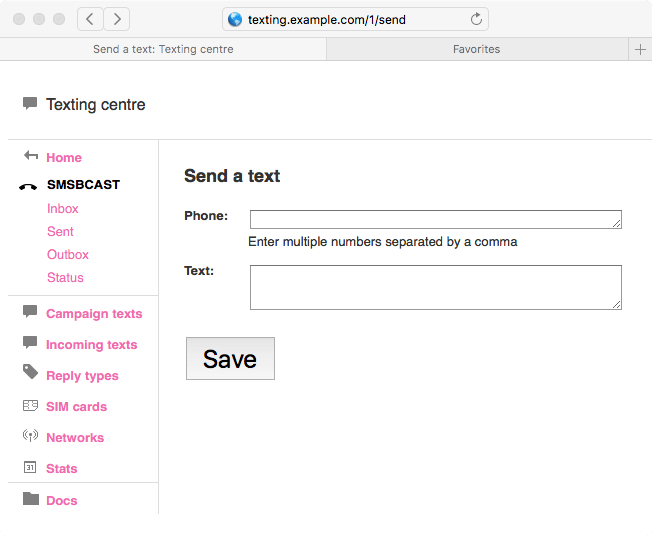 texting.example.com/1/send
Send a text: Texting centre
Favorites
Texting centre
Home
SMSBCAST
Inbox
Sent
Outbox
Status
Campaign texts
Incoming texts
Reply types
SIM cards
Networks
31
Stats
Docs
Send a text
Phone:
Enter multiple numbers separated by a comma
Text:
Save